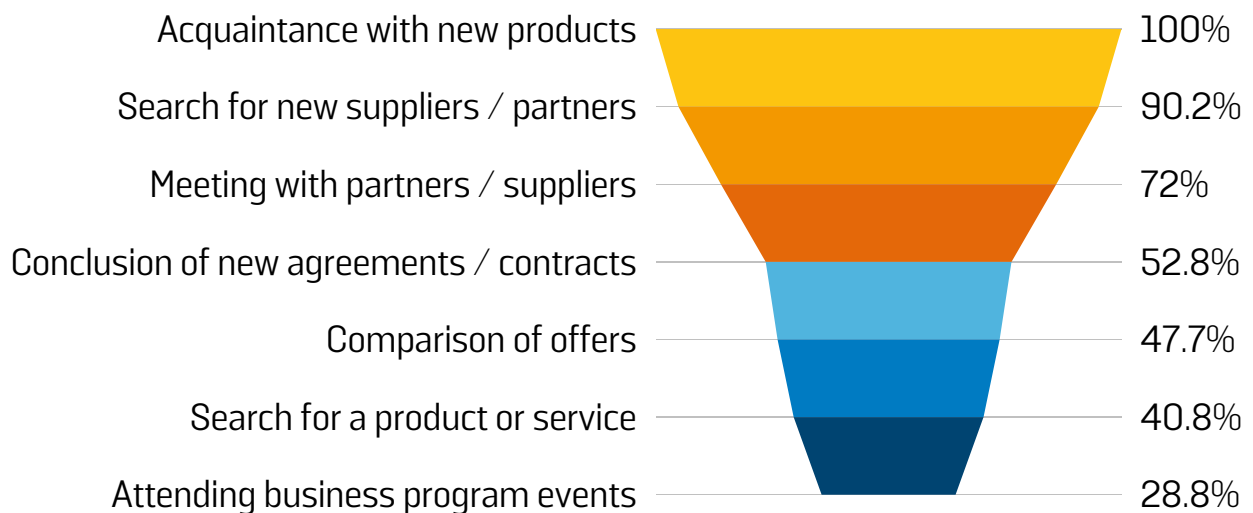 Acquaintance with new products 100%
Search for new suppliers / partners 90.2%
Meeting with partners / suppliers 72%
Conclusion of new agreements / contracts 52.8%
Comparison of offers 47.7%
Search for a product or service 40.8%
Attending business program events 28.8%